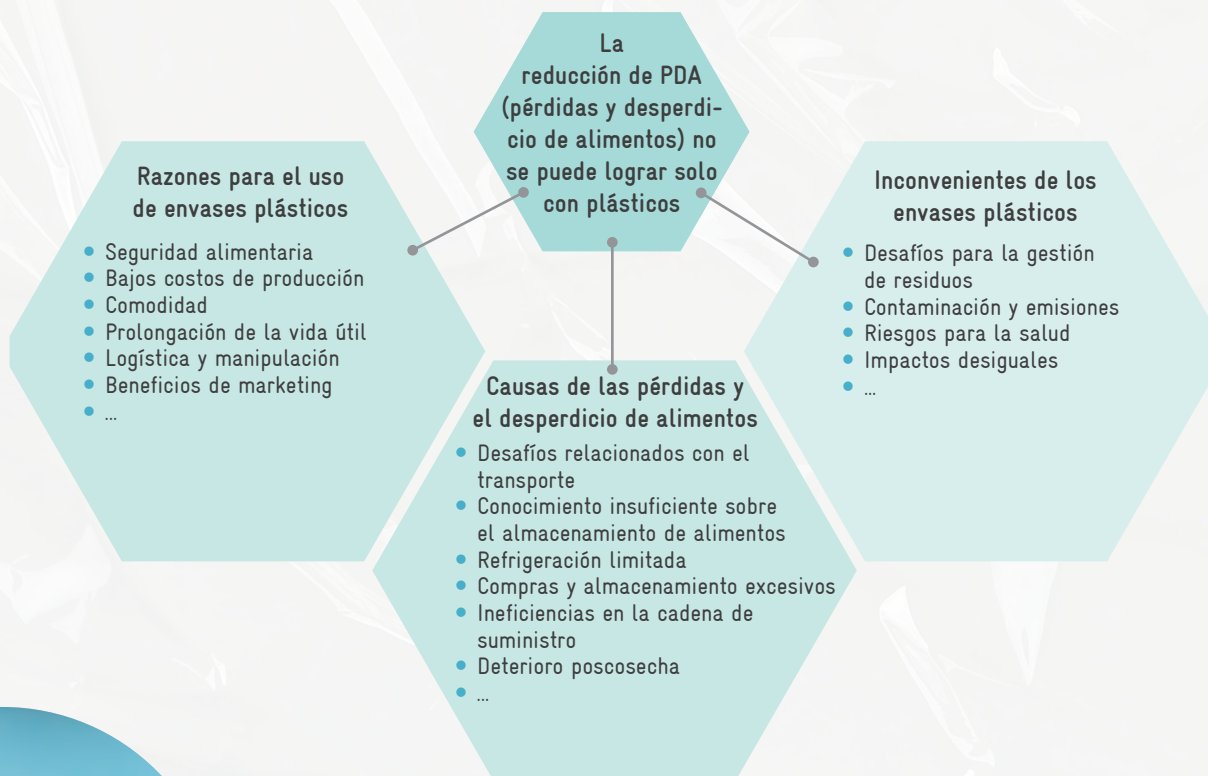 La
reducción de PDA
(pérdidas y desperdi-
cio de alimentos) no
se puede lograr solo
con plásticos
Razones para el uso
de envases plásticos
• Seguridad alimentaria
• Bajos costos de producción
• Comodidad
• Prolongación de la vida útil
• Logística y manipulación
• Beneficios de marketing
• ...
Causas de las pérdidas y
el desperdicio de alimentos
• Desafíos relacionados con el
transporte
• Conocimiento insuficiente sobre
el almacenamiento de alimentos
• Refrigeración limitada
• Compras y almacenamiento excesivos
• Ineficiencias en la cadena de
suministro
• Deterioro poscosecha
• ...
Inconvenientes de los
envases plásticos
• Desafíos para la gestión
de residuos
• Contaminación y emisiones
• Riesgos para la salud
• Impactos desiguales
• ...